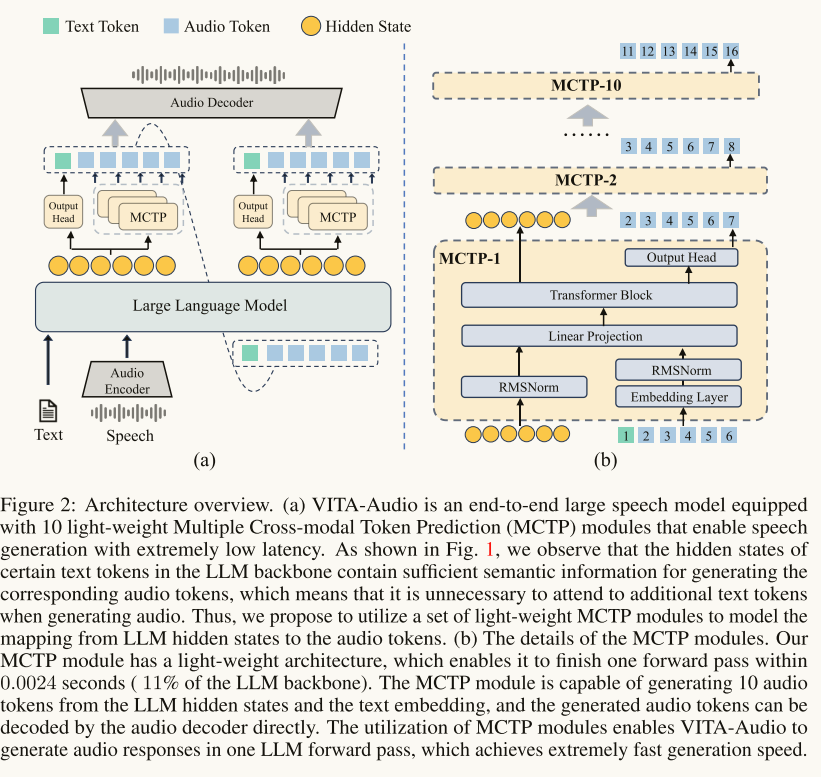 Text Token Audio Token Hidden State
Audio Decoder
Output Head
MCTP
Output Head
MCTP
Large Language Model
Audio Encoder
Text
Speech
(a)
11 12 13 14 15 16
MCTP-10
......
3 4 5 6 7 8
MCTP-2
2 3 4 5 6 7
MCTP-1
Output Head
Transformer Block
Linear Projection
RMSNorm
RMSNorm
Embedding Layer
1 2 3 4 5 6
(b)
Figure 2: Architecture overview. (a) VITA-Audio is an end-to-end large speech model equipped
with 10 light-weight Multiple Cross-modal Token Prediction (MCTP) modules that enable speech
generation with extremely low latency. As shown in Fig. 1, we observe that the hidden states of
certain text tokens in the LLM backbone contain sufficient semantic information for generating the
corresponding audio tokens, which means that it is unnecessary to attend to additional text tokens
when generating audio. Thus, we propose to utilize a set of light-weight MCTP modules to model the
mapping from LLM hidden states to the audio tokens. (b) The details of the MCTP modules. Our
MCTP module has a light-weight architecture, which enables it to finish one forward pass within
0.0024 seconds ( 11% of the LLM backbone). The MCTP module is capable of generating 10 audio
tokens from the LLM hidden states and the text embedding, and the generated audio tokens can be
decoded by the audio decoder directly. The utilization of MCTP modules enables VITA-Audio to
generate audio responses in one LLM forward pass, which achieves extremely fast generation speed.